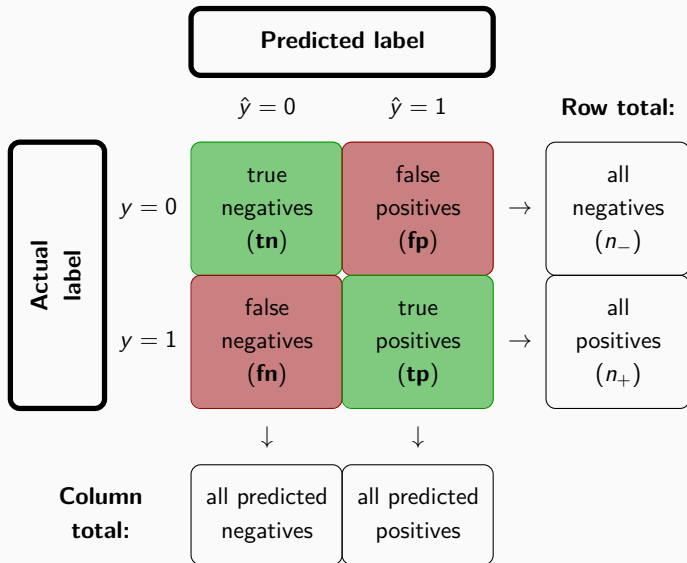 Predicted label
ŷ = 0 ŷ = 1 Row total:
Actual
label
y = 0
true
negatives
(tn)
false
positives
(fp)
→
all
negatives
(n₋)
y = 1
false
negatives
(fn)
true
positives
(tp)
→
all
positives
(n₊)
↓ ↓
Column
total:
all predicted
negatives
all predicted
positives